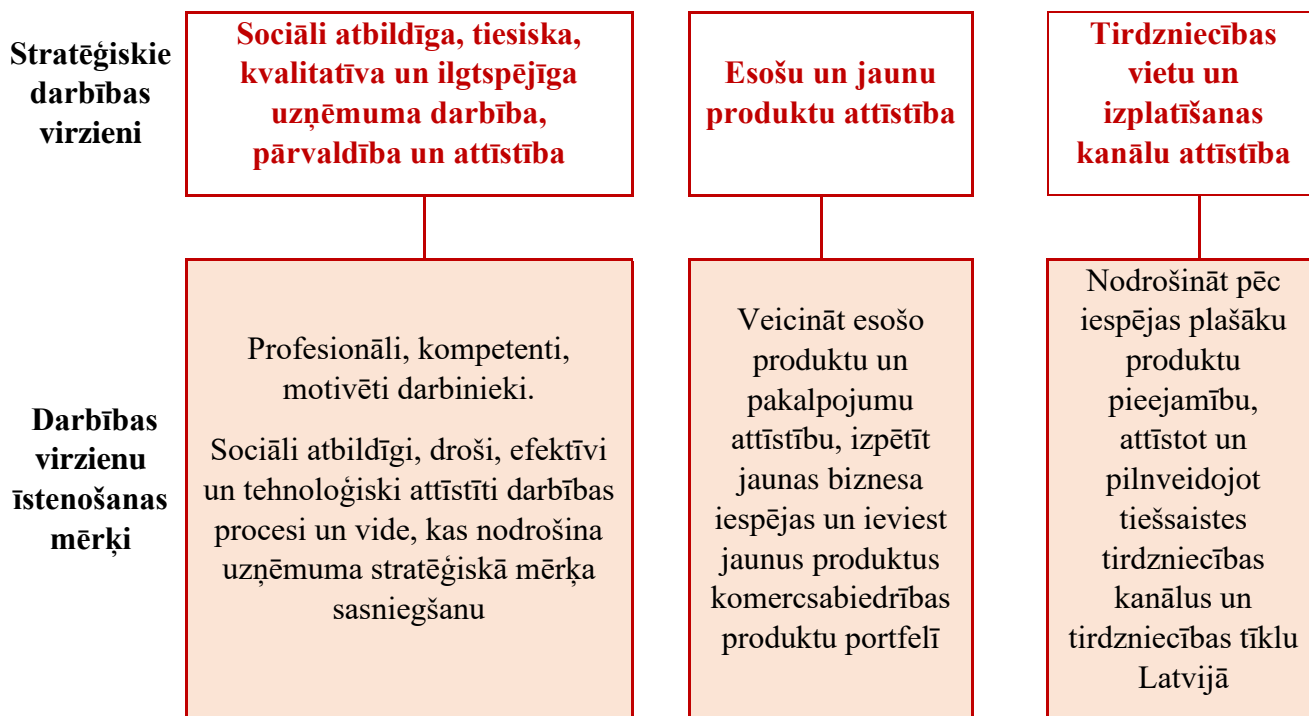 Stratēģiskie
darbības
virzieni
Sociāli atbildīga, tiesiska,
kvalitatīva un ilgtspējīga
uzņēmuma darbība,
pārvaldība un attīstība
Esošu un jaunu
produktu attīstība
Tirdzniecības
vietu un
izplatīšanas
kanālu attīstība
Darbības
virzienu
īstenošanas
mērķi
Profesionāli, kompetenti,
motivēti darbinieki.
Sociāli atbildīgi, droši, efektīvi
un tehnoloģiski attīstīti darbības
procesi un vide, kas nodrošina
uzņēmuma stratēģiskā mērķa
sasniegšanu
Veicināt esošo
produktu un
pakalpojumu
attīstību, izpētīt
jaunas biznesa
iespējas un ieviest
jaunus produktus
komercsabiedrības
produktu portfelī
Nodrošināt pēc
iespējas plašāku
produktu
pieejamību,
attīstot un
pilnveidojot
tiešsaistes
tirdzniecības
kanālus un
tirdzniecības tīklu
Latvijā